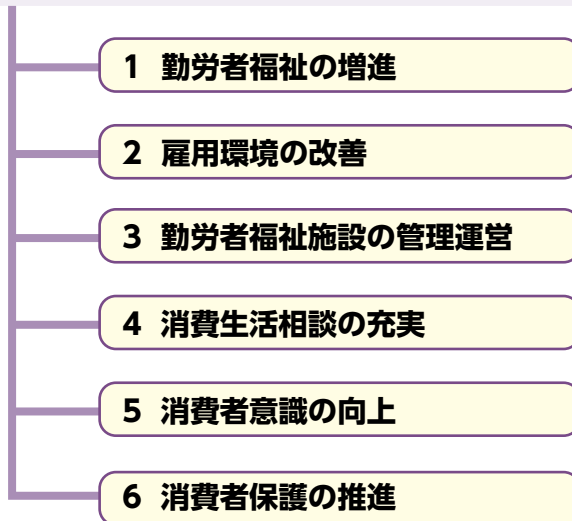 1 勤労者福祉の増進
2 雇用環境の改善
3 勤労者福祉施設の管理運営
4 消費生活相談の充実
5 消費者意識の向上
6 消費者保護の推進